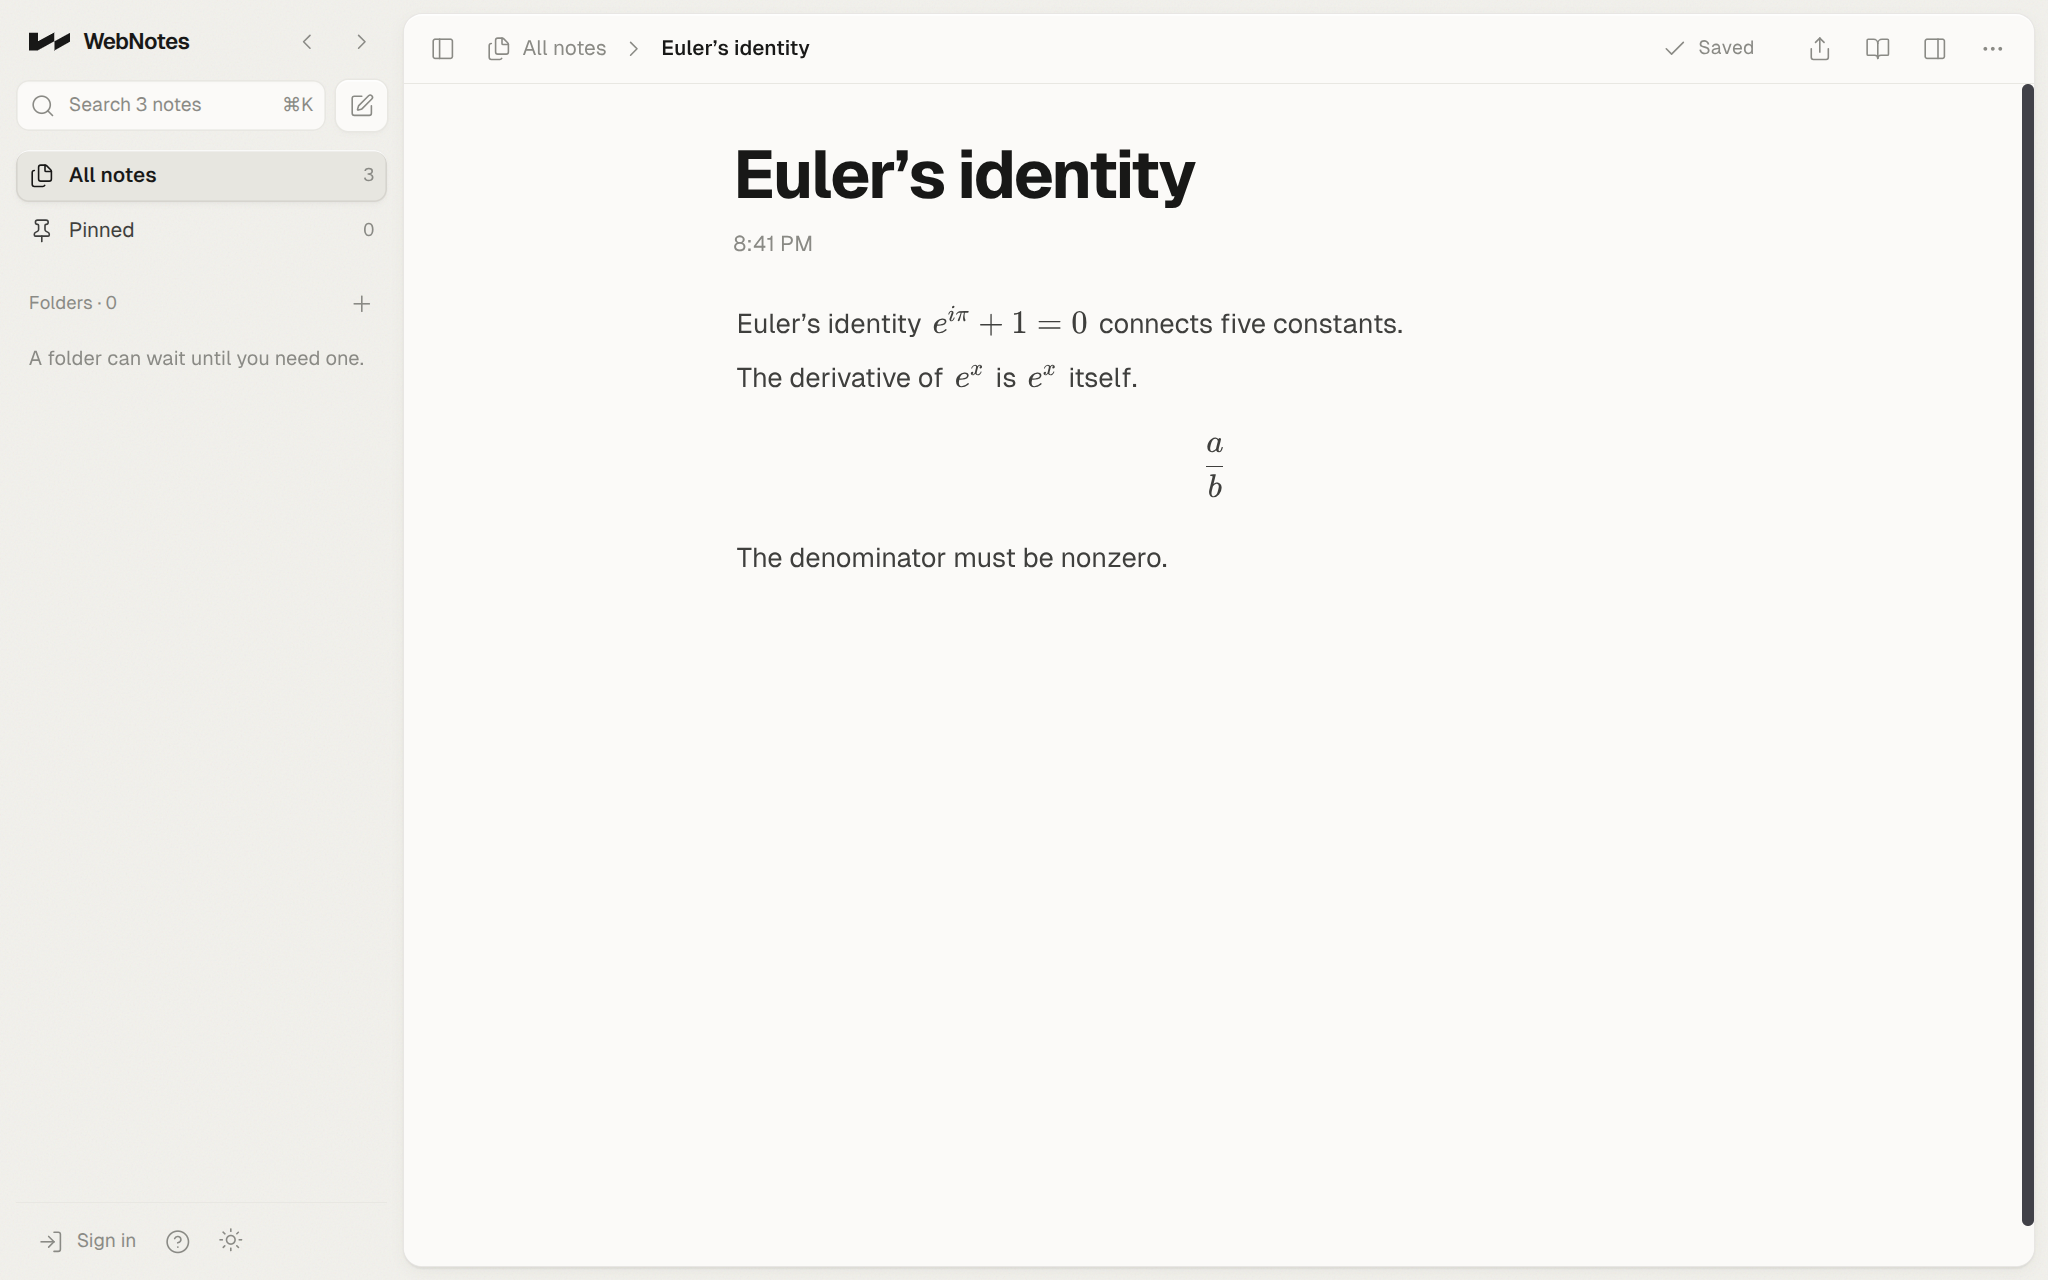 WebNotes
Search 3 notes ⌘K
All notes 3
Pinned 0
Folders · 0
A folder can wait until you need one.
Sign in
All notes > Euler’s identity
Saved
Euler’s identity
8:41 PM
Euler’s identity $e^{i\pi} + 1 = 0$ connects five constants.
The derivative of $e^x$ is $e^x$ itself.
$\frac{a}{b}$
The denominator must be nonzero.